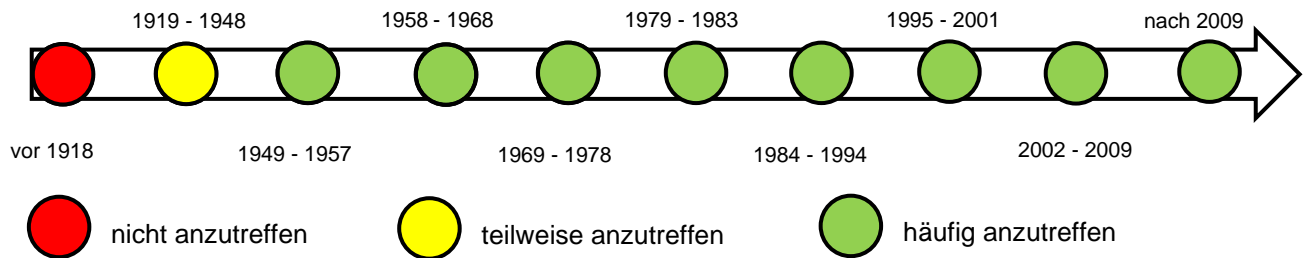 1919 - 1948 1958 - 1968 1979 - 1983 1995 - 2001 nach 2009
vor 1918 1949 - 1957 1969 - 1978 1984 - 1994 2002 - 2009
nicht anzutreffen teilweise anzutreffen häufig anzutreffen